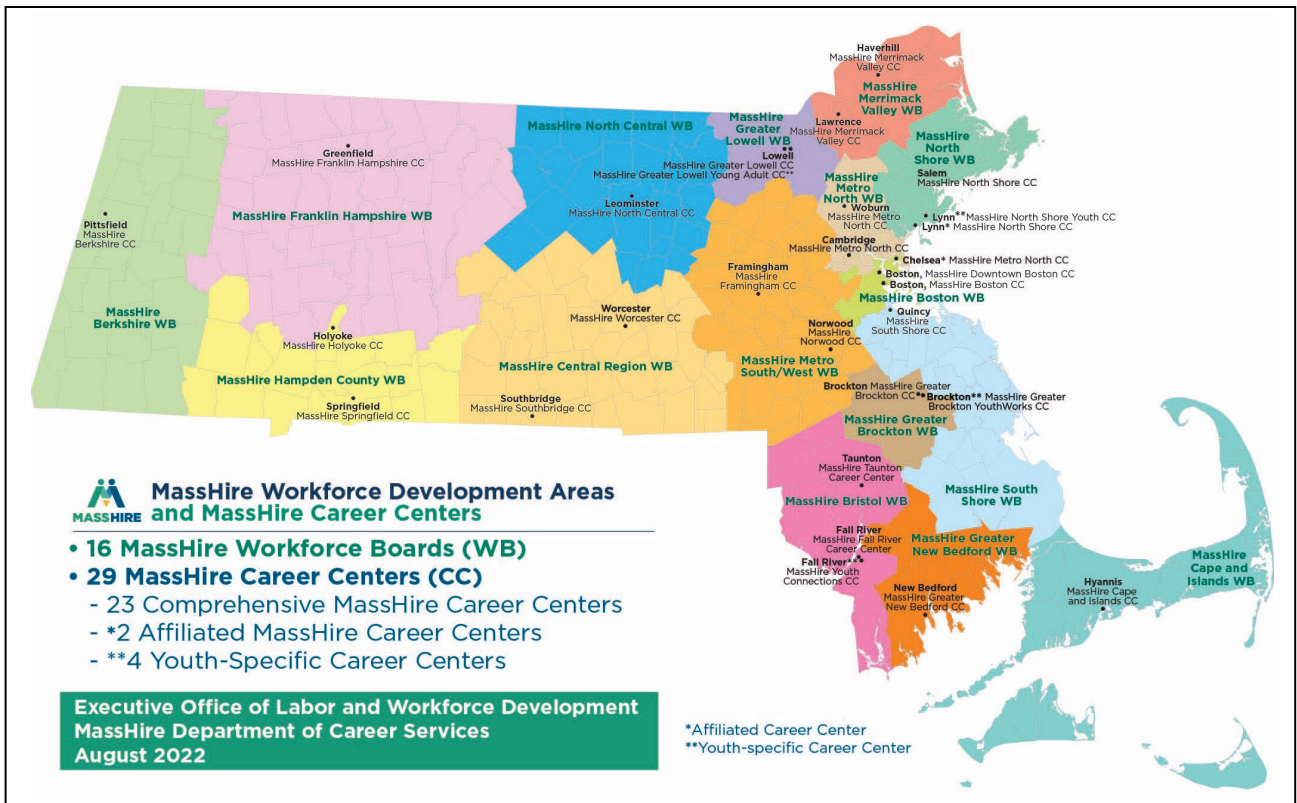 Haverhill
MassHire Merrimack
Valley CC
MassHire
Merrimack
Valley WB
Lawrence
MassHire Merrimack
Valley CC
MassHire
Greater
Lowell WB
Lowell
MassHire Greater Lowell CC
MassHire Greater Lowell Young Adult CC**
MassHire North Central WB
Leominster
MassHire North Central CC
Greenfield
MassHire Franklin Hampshire CC
MassHire Franklin Hampshire WB
Pittsfield
MassHire
Berkshire CC
MassHire
Berkshire WB
MassHire
North
Shore WB
Salem
MassHire North Shore CC
Lynn**MassHire North Shore Youth CC
Lynn* MassHire North Shore CC
MassHire
Metro
North WB
Woburn
MassHire Metro
North CC
Cambridge
MassHire Metro North CC
Chelsea* MassHire Metro North CC
Boston, MassHire Downtown Boston CC
Boston, MassHire Boston CC
MassHire Boston WB
Quincy
MassHire
South Shore CC
Framingham
MassHire
Framingham CC
Norwood
MassHire
Norwood CC
MassHire Metro
South/West WB
Worcester
MassHire Worcester CC
MassHire Central Region WB
Southbridge
MassHire Southbridge CC
Holyoke
MassHire Holyoke CC
MassHire Hampden County WB
Springfield
MassHire Springfield CC
Brockton MassHire Greater
Brockton CC
Brockton** MassHire Greater
Brockton YouthWorks CC
MassHire Greater
Brockton WB
Taunton
MassHire Taunton
Career Center
MassHire Bristol WB
MassHire South
Shore WB
Fall River
MassHire Fall River
Career Center
Fall River**
MassHire Youth
Connections CC
MassHire Greater
New Bedford WB
New Bedford
MassHire Greater
New Bedford CC
Hyannis
MassHire Cape
and Islands CC
MassHire
Cape and
Islands WB
MASSHIRE
MassHire Workforce Development Areas
and MassHire Career Centers
• 16 MassHire Workforce Boards (WB)
• 29 MassHire Career Centers (CC)
- 23 Comprehensive MassHire Career Centers
- *2 Affiliated MassHire Career Centers
- **4 Youth-Specific Career Centers
Executive Office of Labor and Workforce Development
MassHire Department of Career Services
August 2022
*Affiliated Career Center
**Youth-specific Career Center